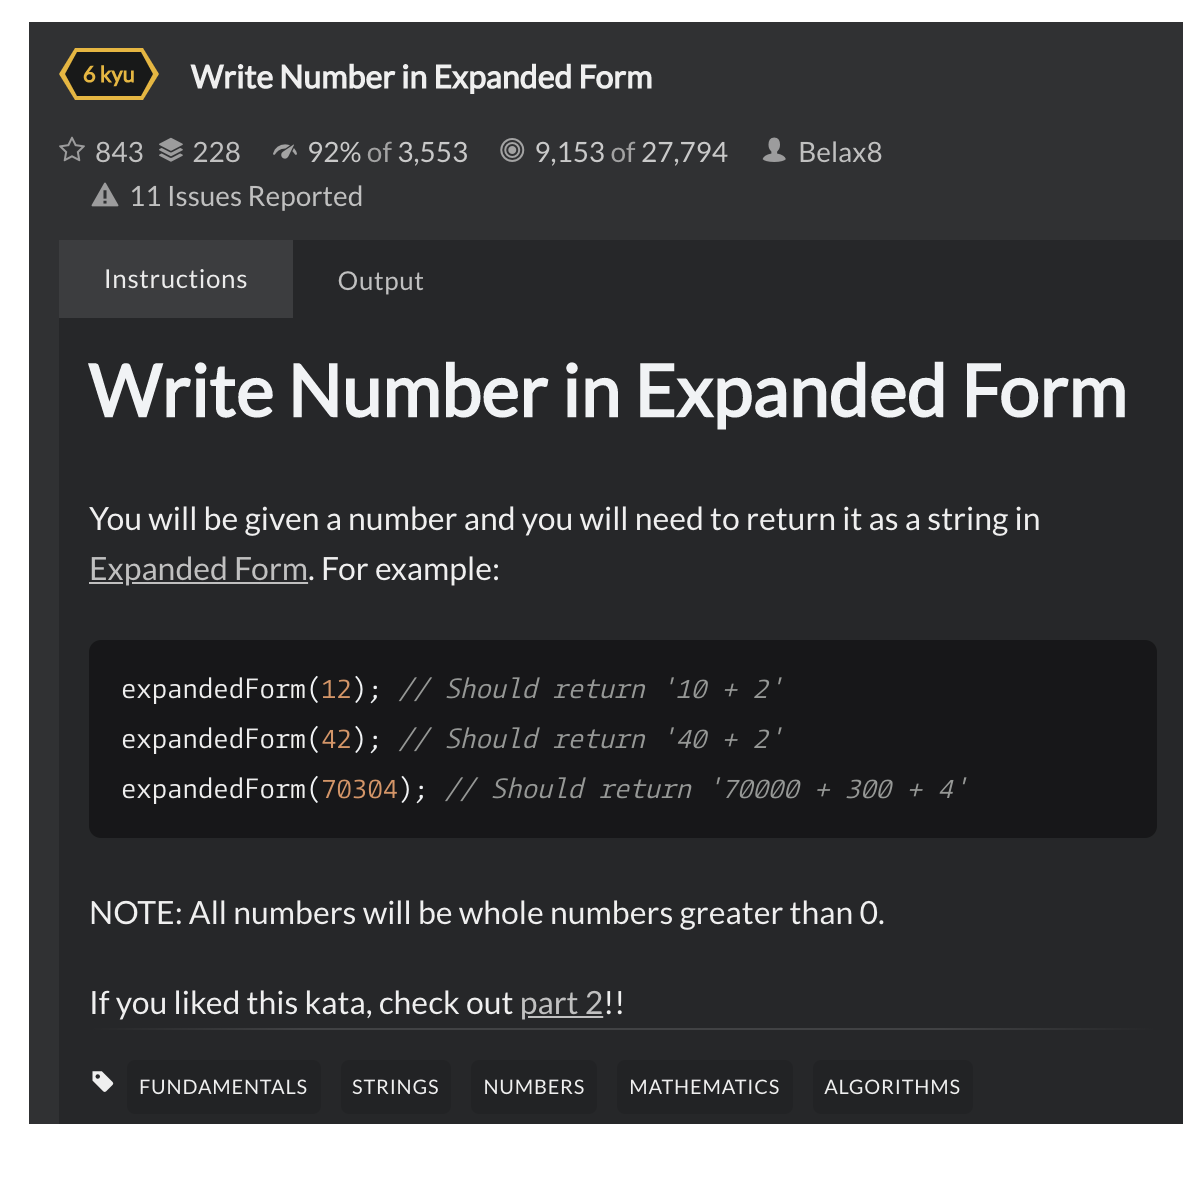 6 kyu Write Number in Expanded Form
843 228 92% of 3,553 9,153 of 27,794 Belax8
11 Issues Reported
Instructions Output
Write Number in Expanded Form
You will be given a number and you will need to return it as a string in
Expanded Form. For example:
expandedForm(12); // Should return '10 + 2'
expandedForm(42); // Should return '40 + 2'
expandedForm(70304); // Should return '70000 + 300 + 4'
NOTE: All numbers will be whole numbers greater than 0.
If you liked this kata, check out part 2!!
FUNDAMENTALS STRINGS NUMBERS MATHEMATICS ALGORITHMS